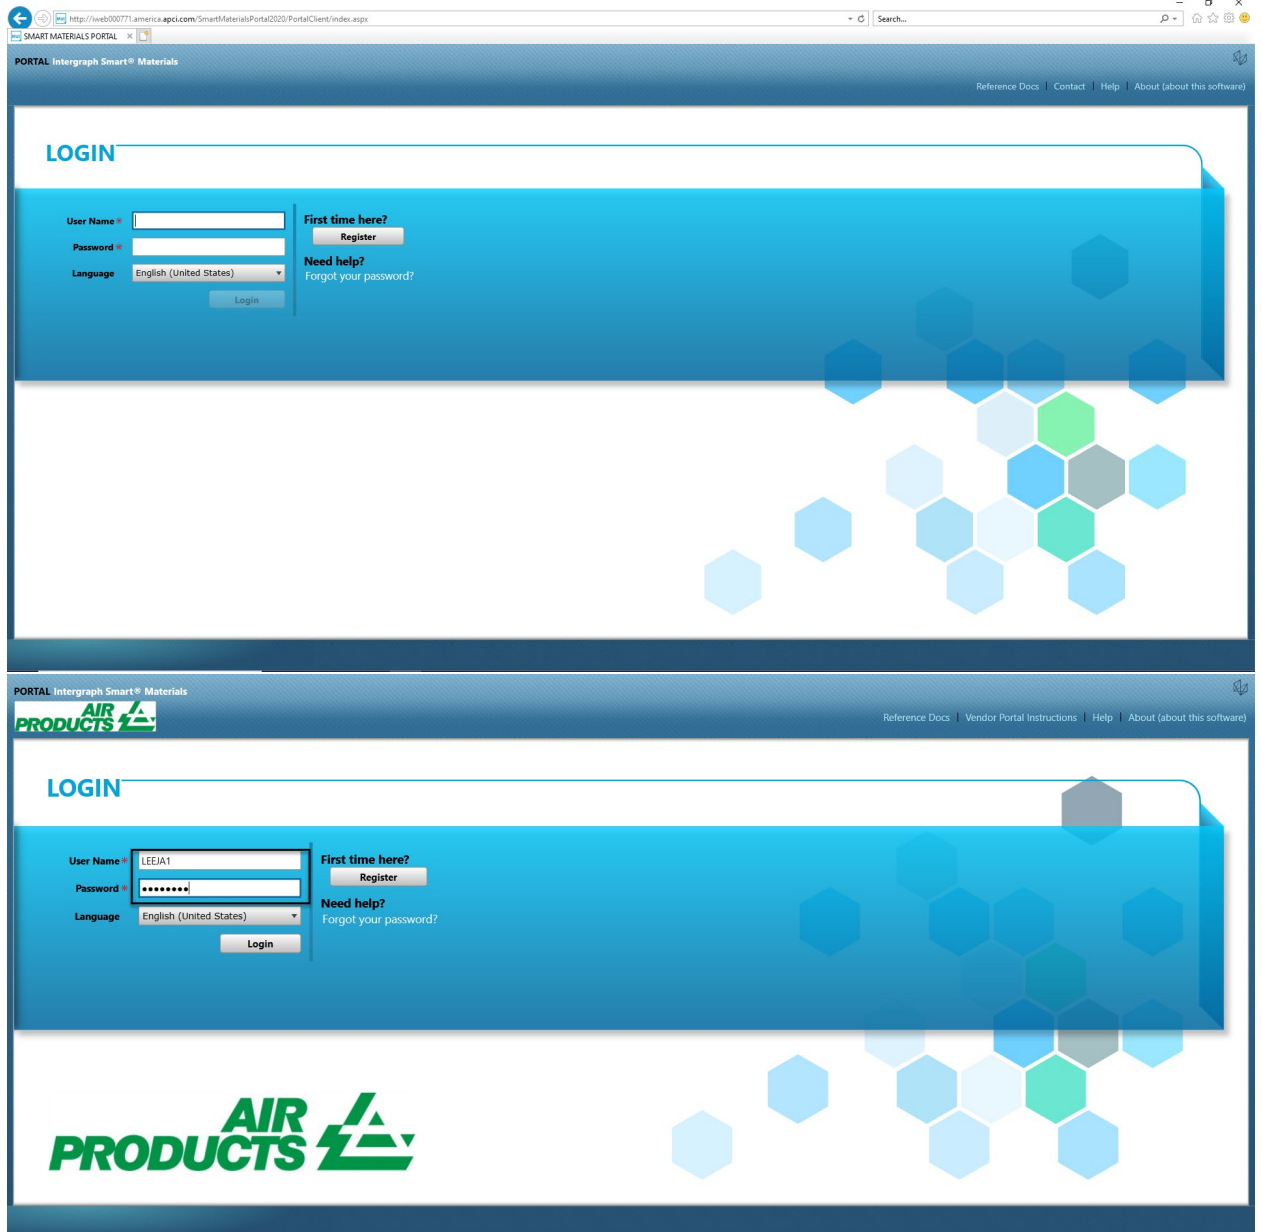 http://iweb000771.america.apci.com/SmartMaterialsPortal2020/PortalClient/index.aspx
Search...
SMART MATERIALS PORTAL
PORTAL Intergraph Smart® Materials
Reference Docs | Contact | Help | About (about this software)
LOGIN
User Name *
First time here?
Register
Password *
Need help?
Language English (United States)
Forgot your password?
Login
PORTAL Intergraph Smart® Materials
AIR
PRODUCTS
Reference Docs | Vendor Portal Instructions | Help | About (about this software)
LOGIN
User Name * LEEJA1
First time here?
Register
Password * ••••••••
Need help?
Language English (United States)
Forgot your password?
Login
AIR
PRODUCTS